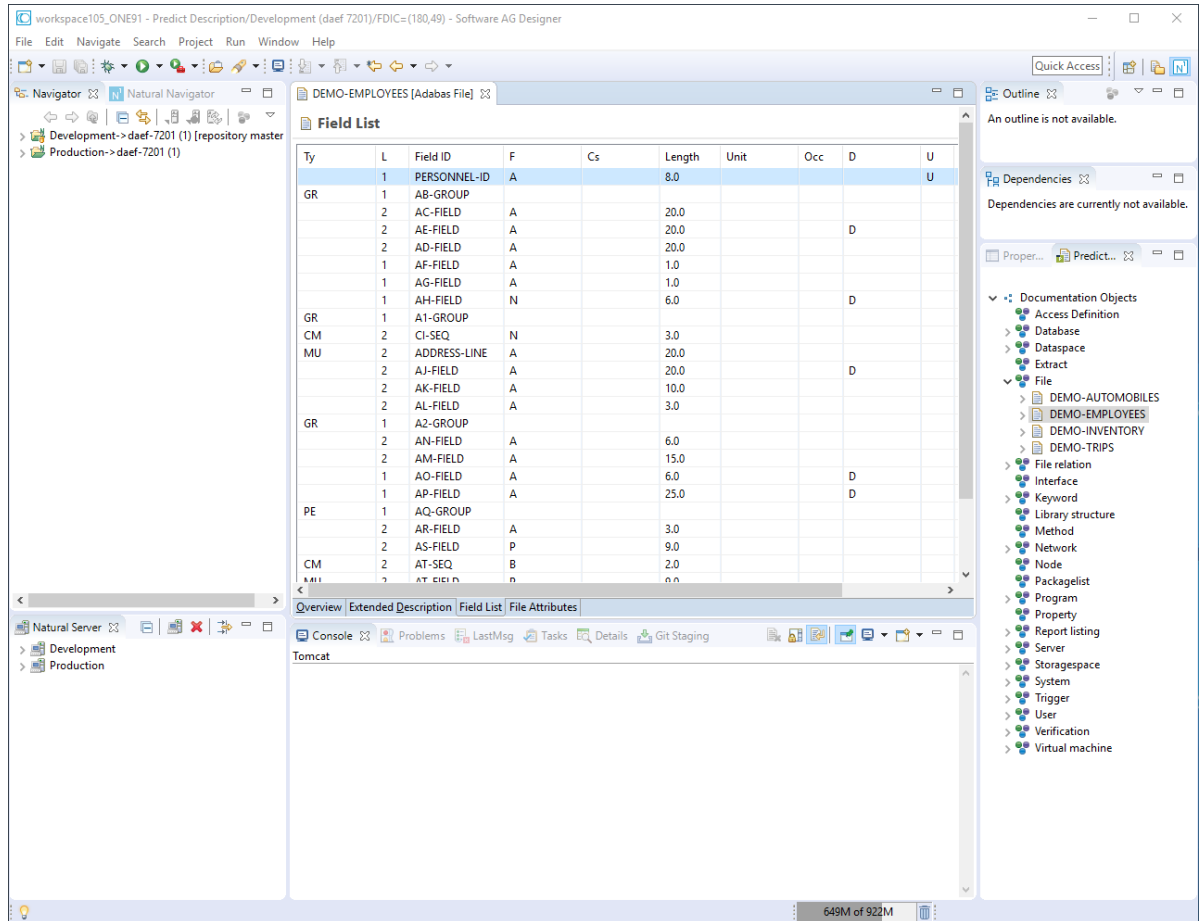 workspace105_ONE91 - Predict Description/Development (daef 7201)/FDIC=(180,49) - Software AG Designer
File Edit Navigate Search Project Run Window Help
Quick Access
Navigator Natural Navigator
Development->daef-7201 (1) [repository master
Production->daef-7201 (1)
DEMO-EMPLOYEES [Adabas File]
Field List
Ty L Field ID F Cs Length Unit Occ D U
1 PERSONNEL-ID A 8.0 U
GR 1 AB-GROUP
2 AC-FIELD A 20.0
2 AE-FIELD A 20.0 D
2 AD-FIELD A 20.0
1 AF-FIELD A 1.0
1 AG-FIELD A 1.0
1 AH-FIELD N 6.0 D
GR 1 A1-GROUP
CM 2 CI-SEQ N 3.0
MU 2 ADDRESS-LINE A 20.0
2 AJ-FIELD A 20.0 D
2 AK-FIELD A 10.0
2 AL-FIELD A 3.0
GR 1 A2-GROUP
2 AN-FIELD A 6.0
2 AM-FIELD A 15.0
1 AO-FIELD A 6.0 D
1 AP-FIELD A 25.0 D
PE 1 AQ-GROUP
2 AR-FIELD A 3.0
2 AS-FIELD P 9.0
CM 2 AT-SEQ B 2.0
MU 2 AT-FIELD
Overview Extended Description Field List File Attributes
Outline
An outline is not available.
Dependencies
Dependencies are currently not available.
Proper... Predict...
Documentation Objects
Access Definition
Database
Dataspace
Extract
File
DEMO-AUTOMOBILES
DEMO-EMPLOYEES
DEMO-INVENTORY
DEMO-TRIPS
File relation
Interface
Keyword
Library structure
Method
Network
Node
Packagelist
Program
Property
Report listing
Server
Storagespace
System
Trigger
User
Verification
Virtual machine
Natural Server
Development
Production
Console Problems LastMsg Tasks Details Git Staging
Tomcat
649M of 922M